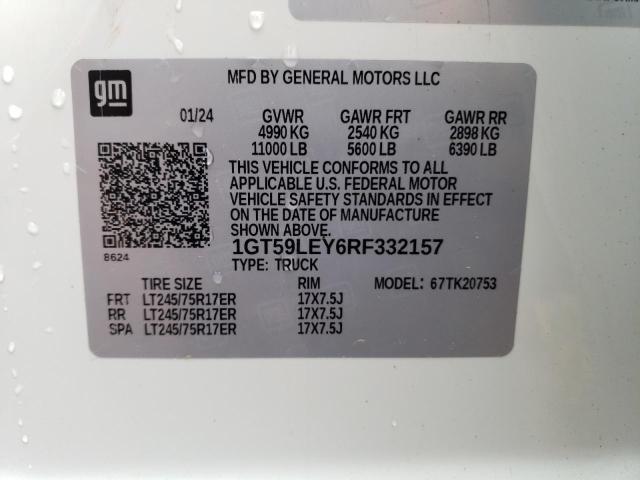 gm
MFD BY GENERAL MOTORS LLC
01/24 GVWR GAWR FRT GAWR RR
4990 KG 2540 KG 2898 KG
11000 LB 5600 LB 6390 LB
THIS VEHICLE CONFORMS TO ALL
APPLICABLE U.S. FEDERAL MOTOR
VEHICLE SAFETY STANDARDS IN EFFECT
ON THE DATE OF MANUFACTURE
SHOWN ABOVE.
8624
1GT59LEY6RF332157
TYPE: TRUCK
TIRE SIZE RIM MODEL: 67TK20753
FRT LT245/75R17ER 17X7.5J
RR LT245/75R17ER 17X7.5J
SPA LT245/75R17ER 17X7.5J